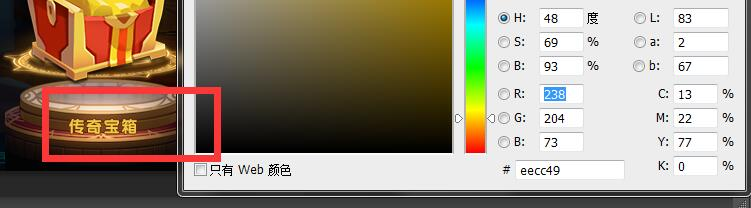 传奇宝箱
H: 48 度 L: 83
S: 69 % a: 2
B: 93 % b: 67
R: 238 C: 13 %
G: 204 M: 22 %
B: 73 Y: 77 %
# eecc49 K: 0 %
只有 Web 颜色